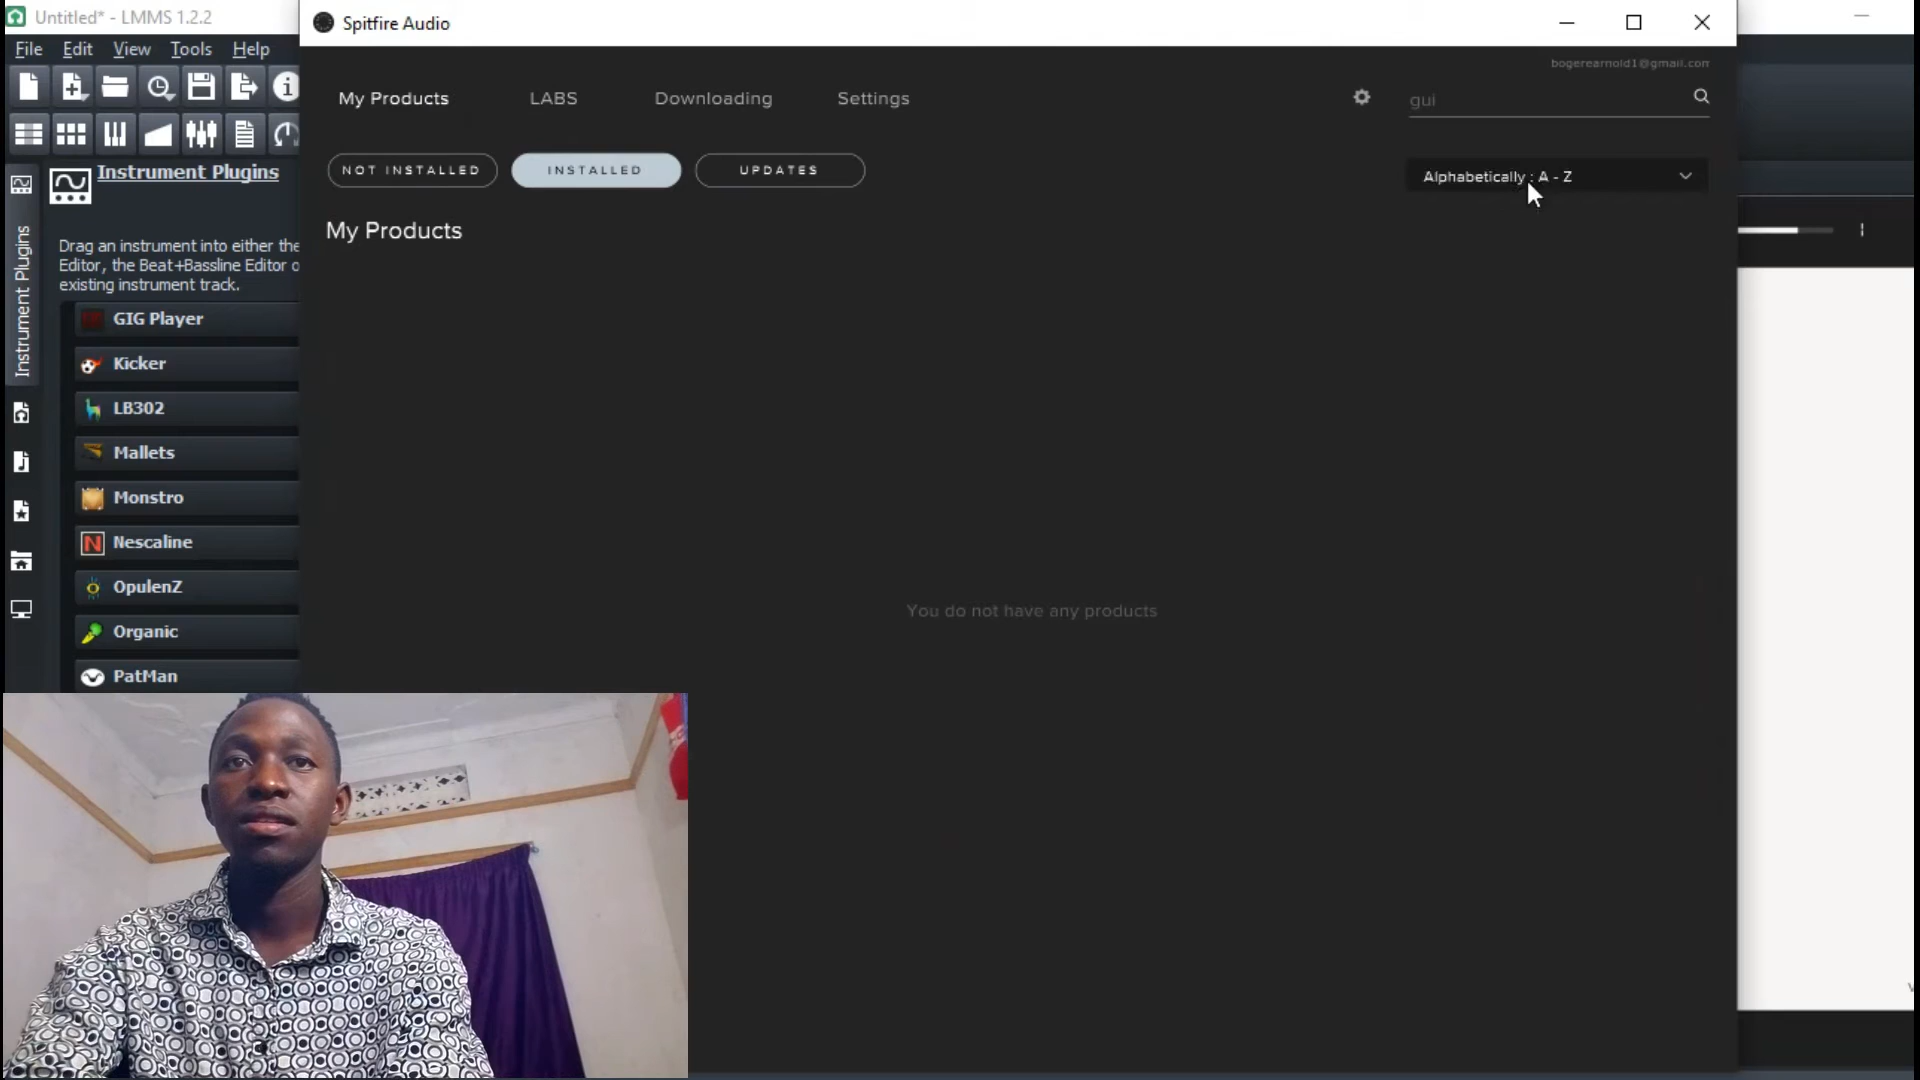 Untitled* - LMMS 1.2.2
File Edit View Tools Help
Instrument Plugins
Instrument Plugins
Drag an instrument into either the
Editor, the Beat+Bassline Editor o
existing instrument track.
GIG Player
Kicker
LB302
Mallets
Monstro
Nescaline
OpulenZ
Organic
PatMan
Spitfire Audio
bogerearnold1@gmail.com
My Products LABS Downloading Settings
gui
NOT INSTALLED INSTALLED UPDATES
Alphabetically : A - Z
My Products
You do not have any products